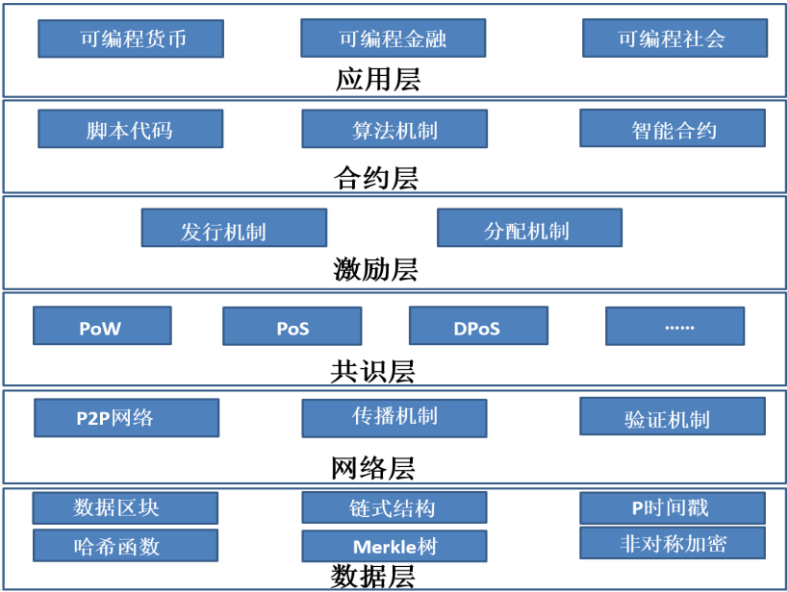 可编程货币 可编程金融 可编程社会
应用层
脚本代码 算法机制 智能合约
合约层
发行机制 分配机制
激励层
PoW PoS DPoS ......
共识层
P2P网络 传播机制 验证机制
网络层
数据区块 链式结构 P时间戳
哈希函数 Merkle树 非对称加密
数据层